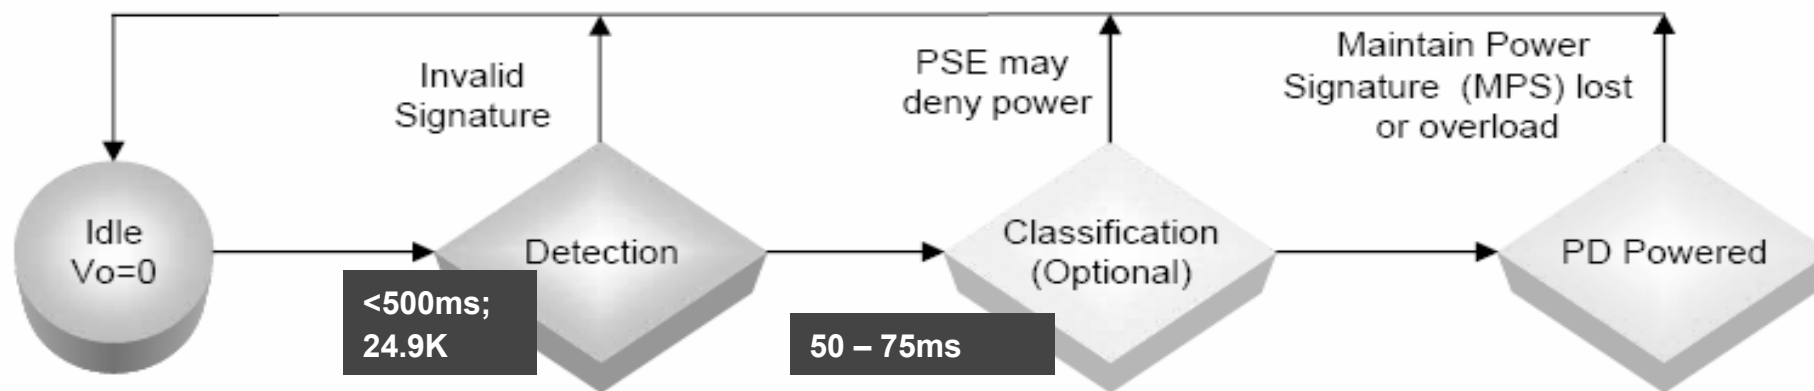 Invalid
Signature
PSE may
deny power
Maintain Power
Signature (MPS) lost
or overload
Idle
Vo=0
Detection
Classification
(Optional)
PD Powered
<500ms;
24.9K
50 – 75ms